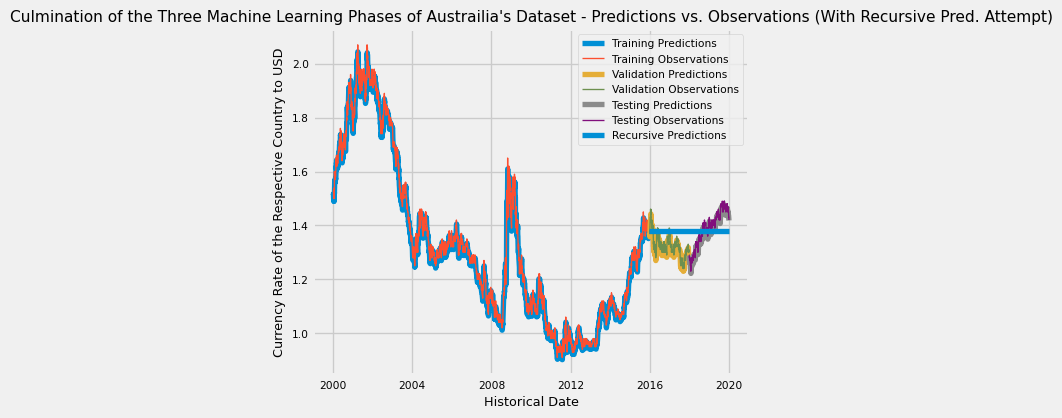 Culmination of the Three Machine Learning Phases of Austrailia's Dataset - Predictions vs. Observations (With Recursive Pred. Attempt)
Currency Rate of the Respective Country to USD
2.0
1.8
1.6
1.4
1.2
1.0
Training Predictions
Training Observations
Validation Predictions
Validation Observations
Testing Predictions
Testing Observations
Recursive Predictions
2000
2004
2008
2012
2016
2020
Historical Date